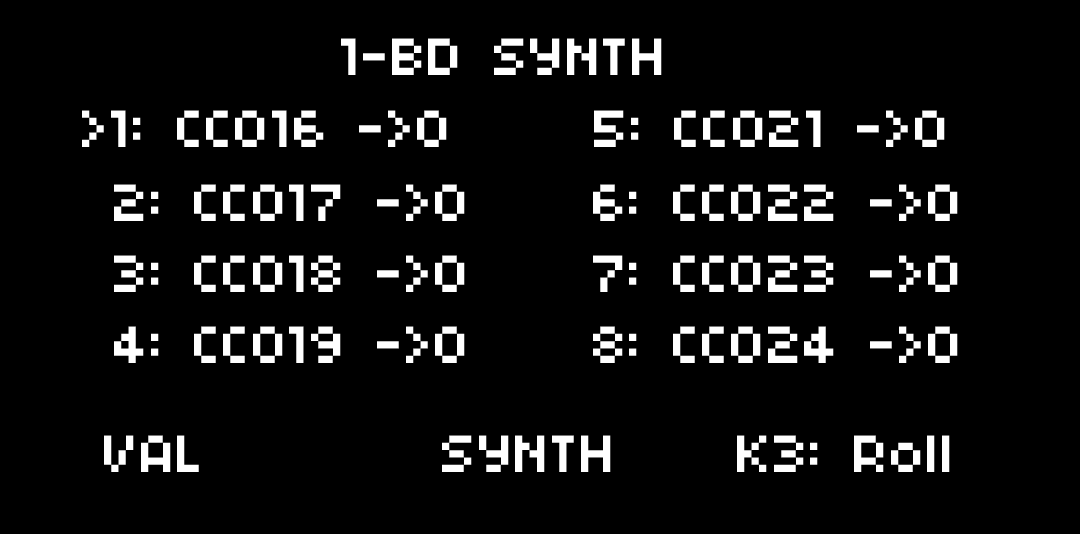 1-BD SYNTH
>1: CC016 ->0 5: CC021 ->0
2: CC017 ->0 6: CC022 ->0
3: CC018 ->0 7: CC023 ->0
4: CC019 ->0 8: CC024 ->0
VAL SYNTH K3: Roll